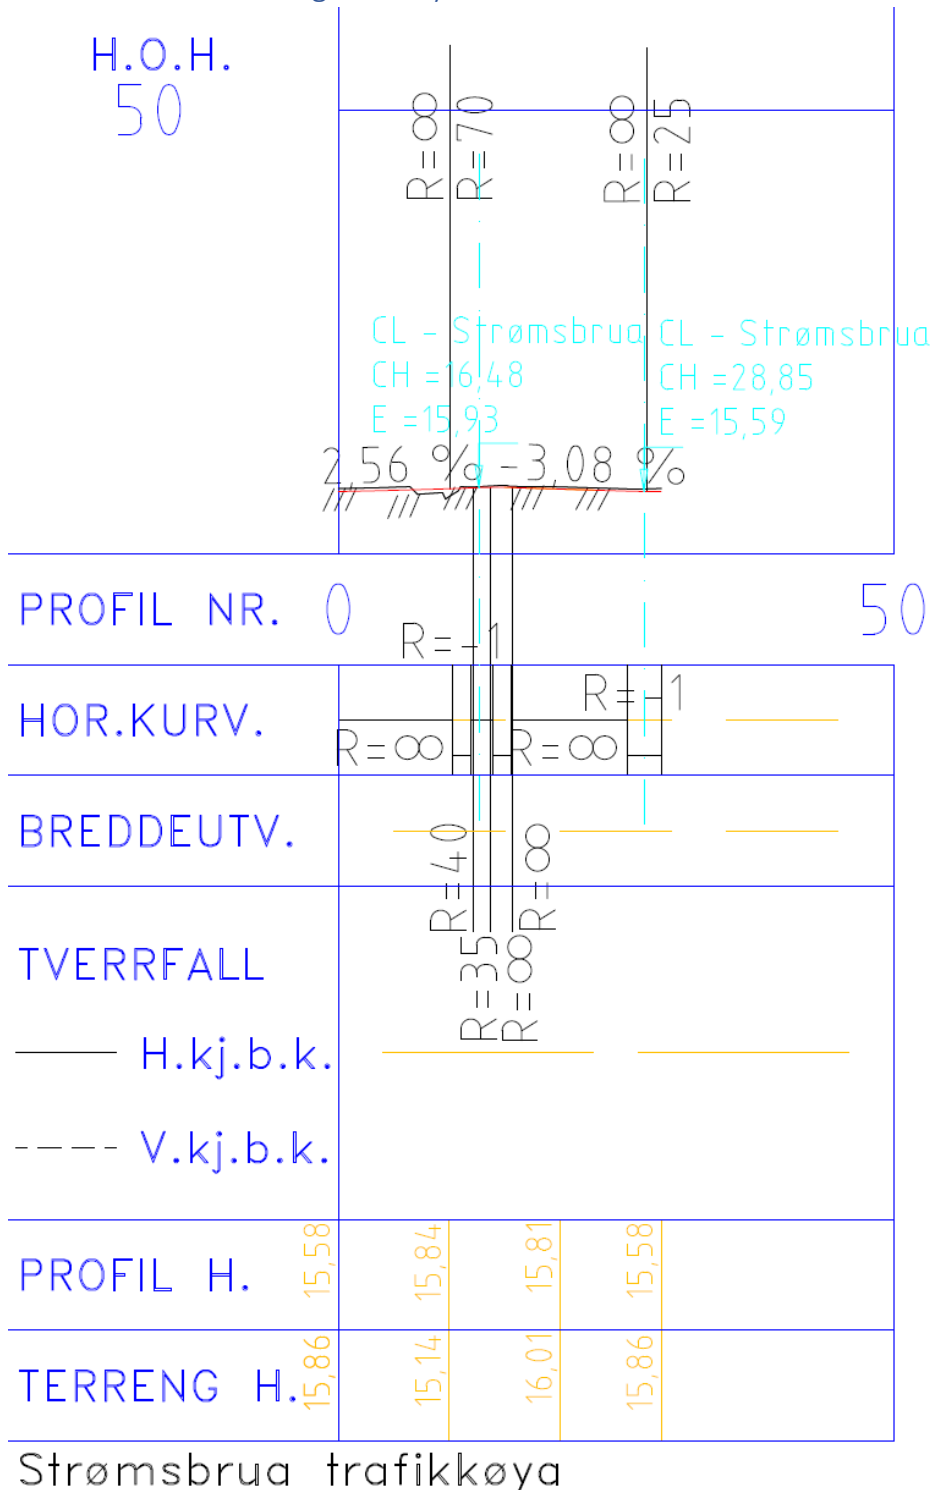 H.O.H.
50
R=∞
R=70
R=∞
R=25
CL - Strømsbrua
CH =16,48
E =15,93
CL - Strømsbrua
CH =28,85
E =15,59
2,56 %
-3,08 %
PROFIL NR.
0
50
R=-1
R=-1
HOR.KURV.
R=∞
R=∞
BREDDEUTV.
R=40
R=∞
R=35
R=∞
TVERRFALL
H.kj.b.k.
V.kj.b.k.
PROFIL H.
15,58
15,84
15,81
15,58
TERRENG H.
15,86
15,14
16,01
15,86
Strømsbrua trafikkøya